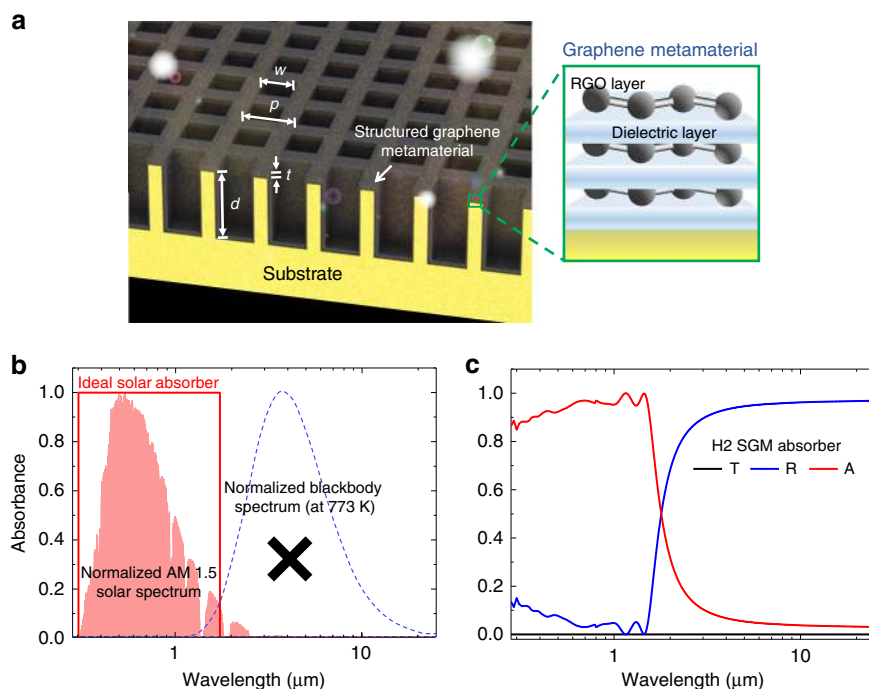 a
w
p
t
d
Structured graphene
metamaterial
Substrate
Graphene metamaterial
RGO layer
Dielectric layer
b
Ideal solar absorber
1.0
0.8
0.6
0.4
0.2
0.0
Absorbance
Normalized blackbody
spectrum (at 773 K)
Normalized AM 1.5
solar spectrum
1
10
Wavelength (μm)
c
1.0
0.8
0.6
0.4
0.2
0.0
H2 SGM absorber
T R A
1
10
Wavelength (μm)